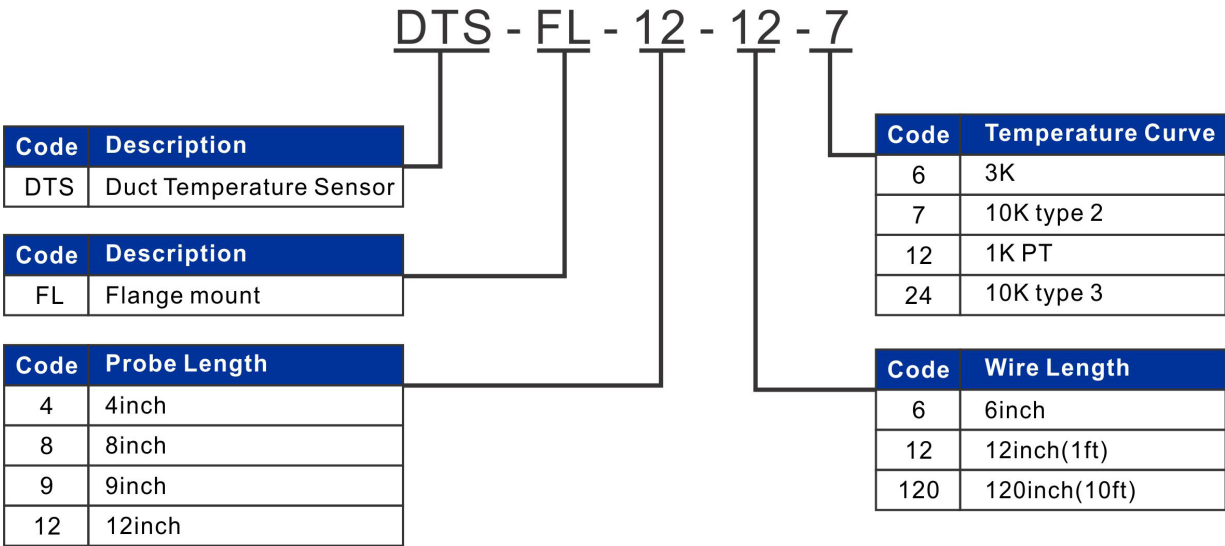 DTS - FL - 12 - 12 - 7
Code Description
DTS Duct Temperature Sensor
Code Description
FL Flange mount
Code Probe Length
4 4inch
8 8inch
9 9inch
12 12inch
Code Temperature Curve
6 3K
7 10K type 2
12 1K PT
24 10K type 3
Code Wire Length
6 6inch
12 12inch(1ft)
120 120inch(10ft)